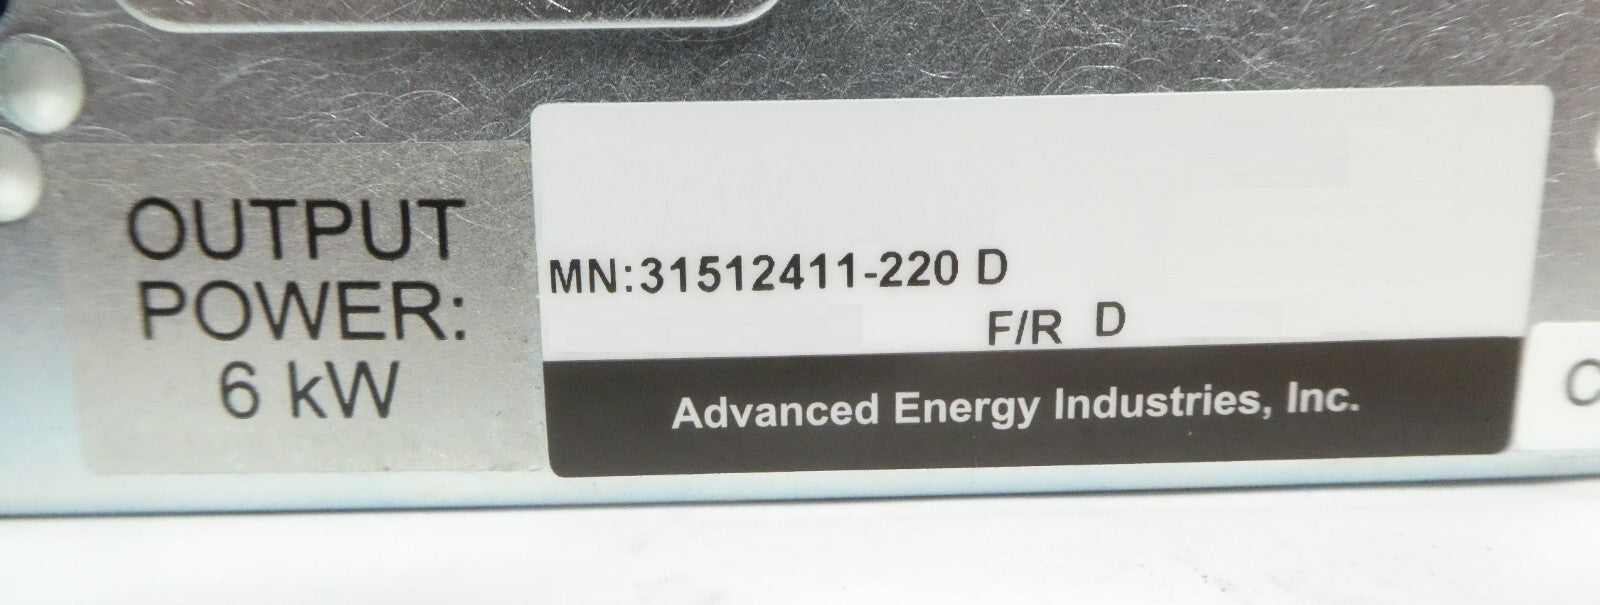 OUTPUT
POWER:
6 kW
MN:31512411-220 D
F/R D
Advanced Energy Industries, Inc.
C